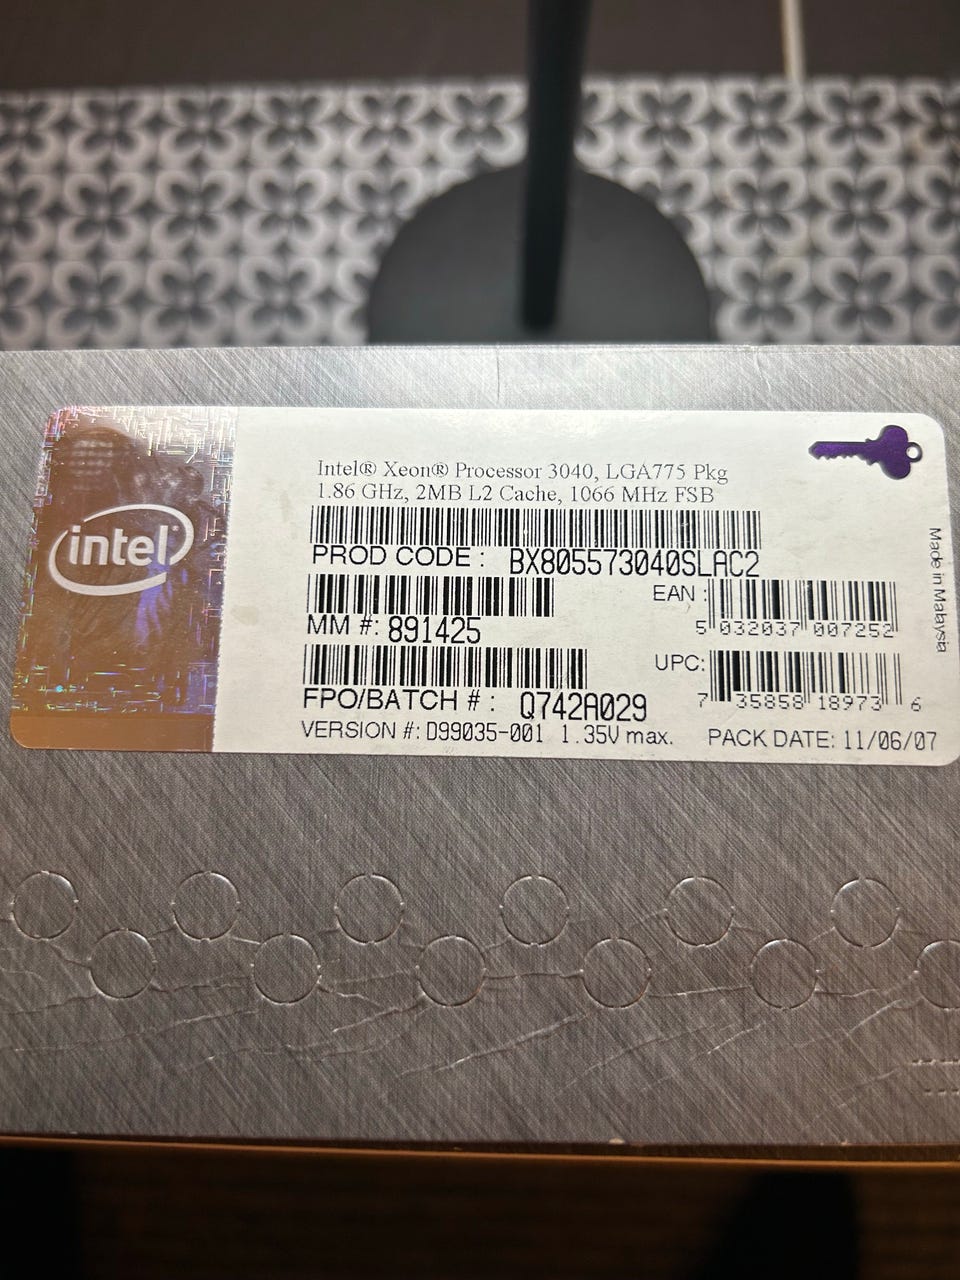 intel®
Intel® Xeon® Processor 3040, LGA775 Pkg
1.86 GHz, 2MB L2 Cache, 1066 MHz FSB
PROD CODE : BX805573040SLAC2
EAN :
5 032037 007252
MM #: 891425
UPC:
7 35858 18973 6
FPO/BATCH # : Q742A029
VERSION #: D99035-001 1.35V max. PACK DATE: 11/06/07
Made in Malaysia